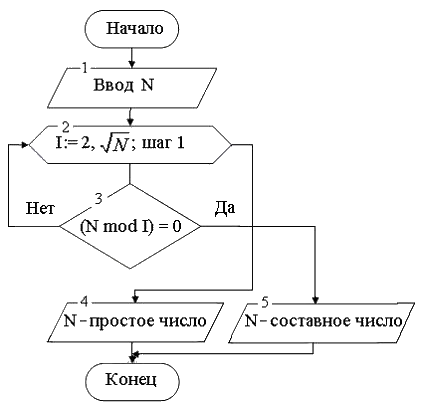 Начало
1
Ввод N
2
I:= 2, √N; шаг 1
3
Нет
Да
(N mod I) = 0
4
5
N-простое число
N-составное число
Конец